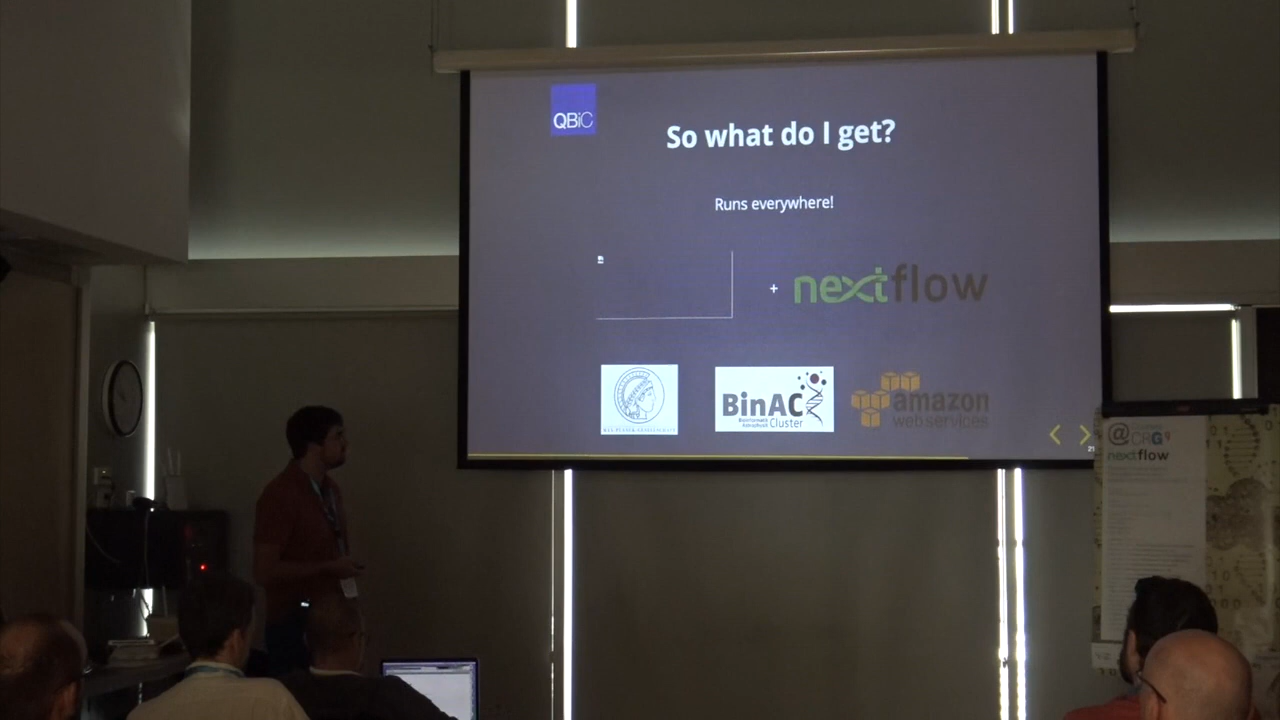 QBiC
So what do I get?
Runs everywhere!
+
nextflow
BinAC
Cluster
amazon
webservices
@
CRG
nextflow